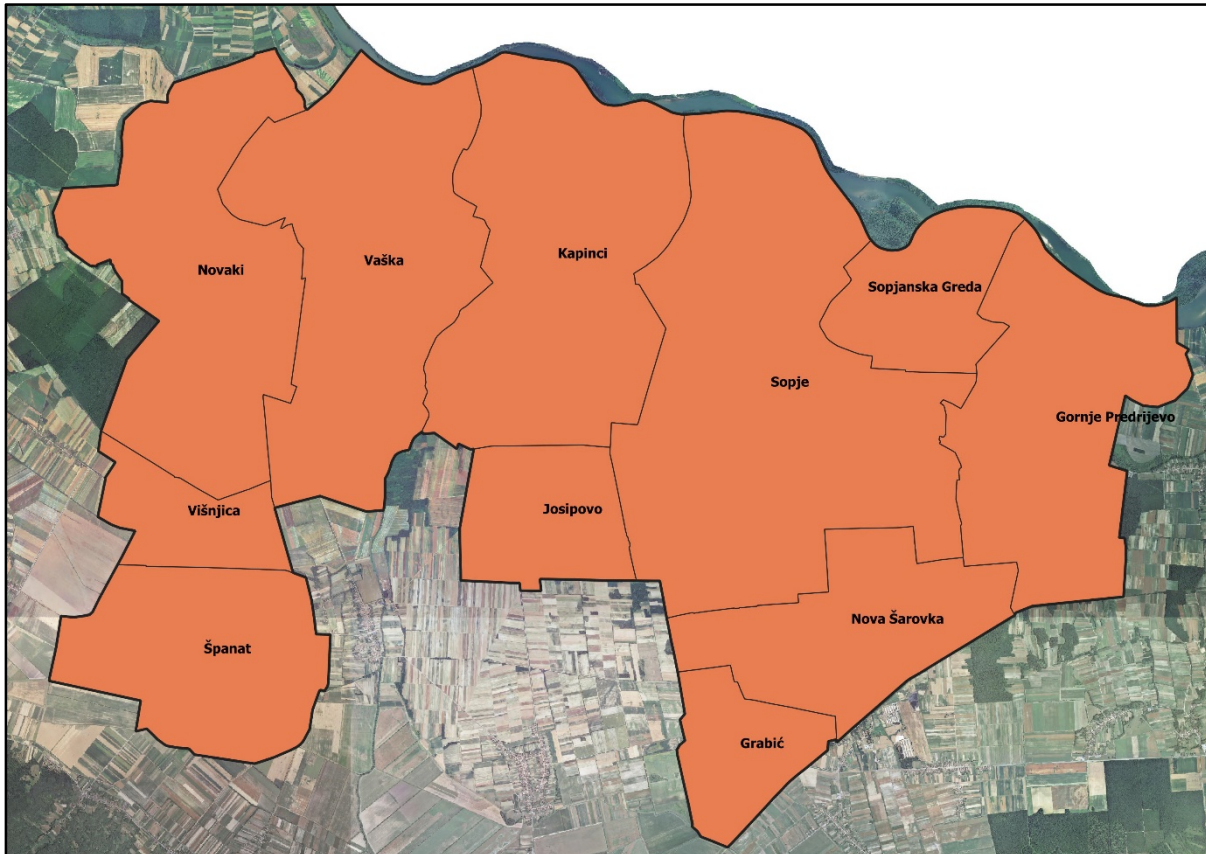 Kapinci
Vaška
Novaki
Sopjanska Greda
Sopje
Gornje Predrijevo
Josipovo
Višnjica
Nova Šarovka
Španat
Grabić